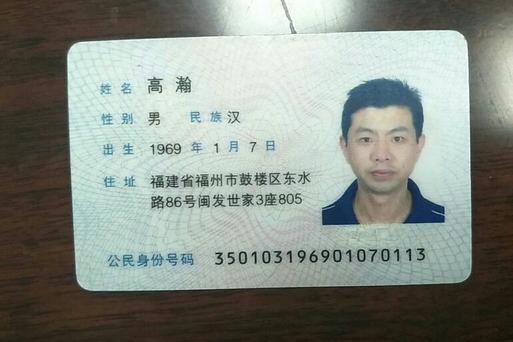 姓名 高瀚
性别 男 民族 汉
出生 1969 年 1 月 7 日
住址 福建省福州市鼓楼区东水
路86号闽发世家3座805
公民身份号码 350103196901070113